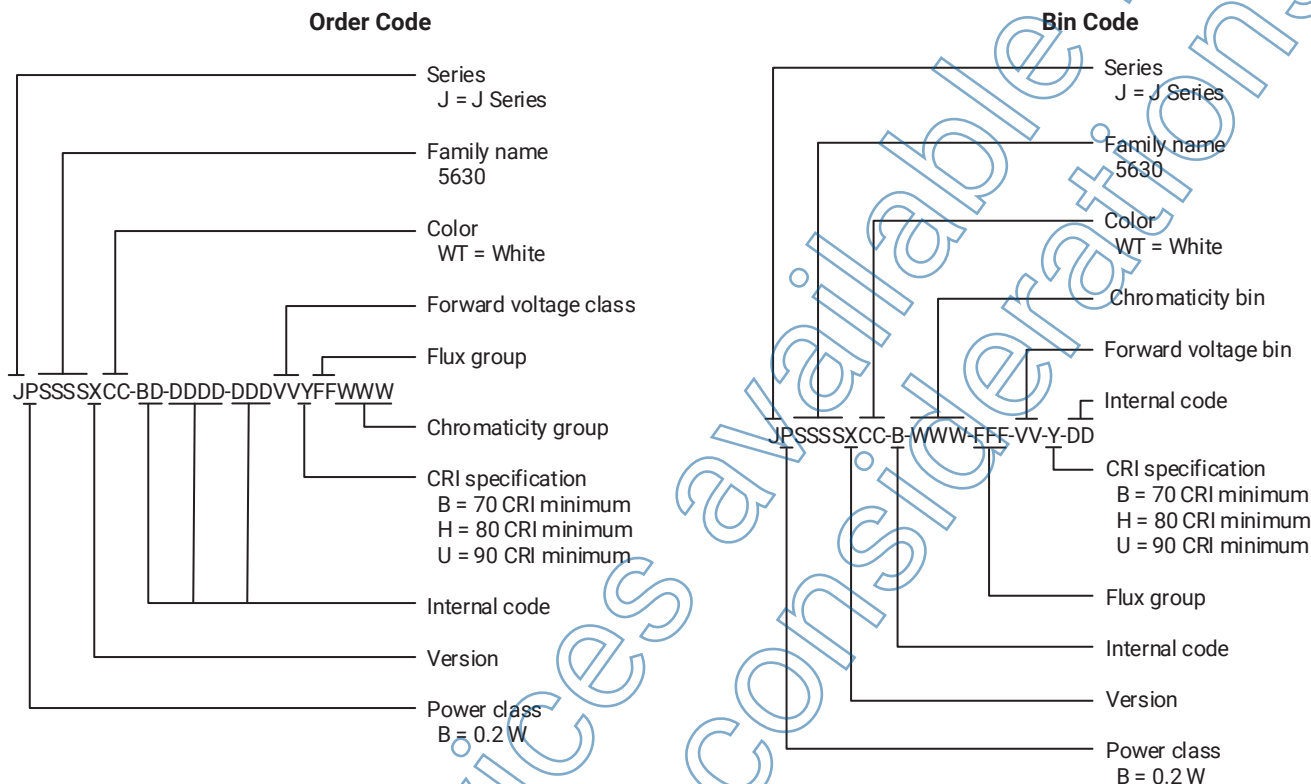 Order Code
Series
J = J Series
Family name
5630
Color
WT = White
Forward voltage class
Flux group
JPSSSSXCC-BD-DDDD-DDDVVYFFWWW
Chromaticity group
CRI specification
B = 70 CRI minimum
H = 80 CRI minimum
U = 90 CRI minimum
Internal code
Version
Power class
B = 0.2 W
Bin Code
Series
J = J Series
Family name
5630
Color
WT = White
Chromaticity bin
Forward voltage bin
Internal code
JPSSSSXCC-B-WWW-FFF-VV-Y-DD
CRI specification
B = 70 CRI minimum
H = 80 CRI minimum
U = 90 CRI minimum
Flux group
Internal code
Version
Power class
B = 0.2 W
available
considerations